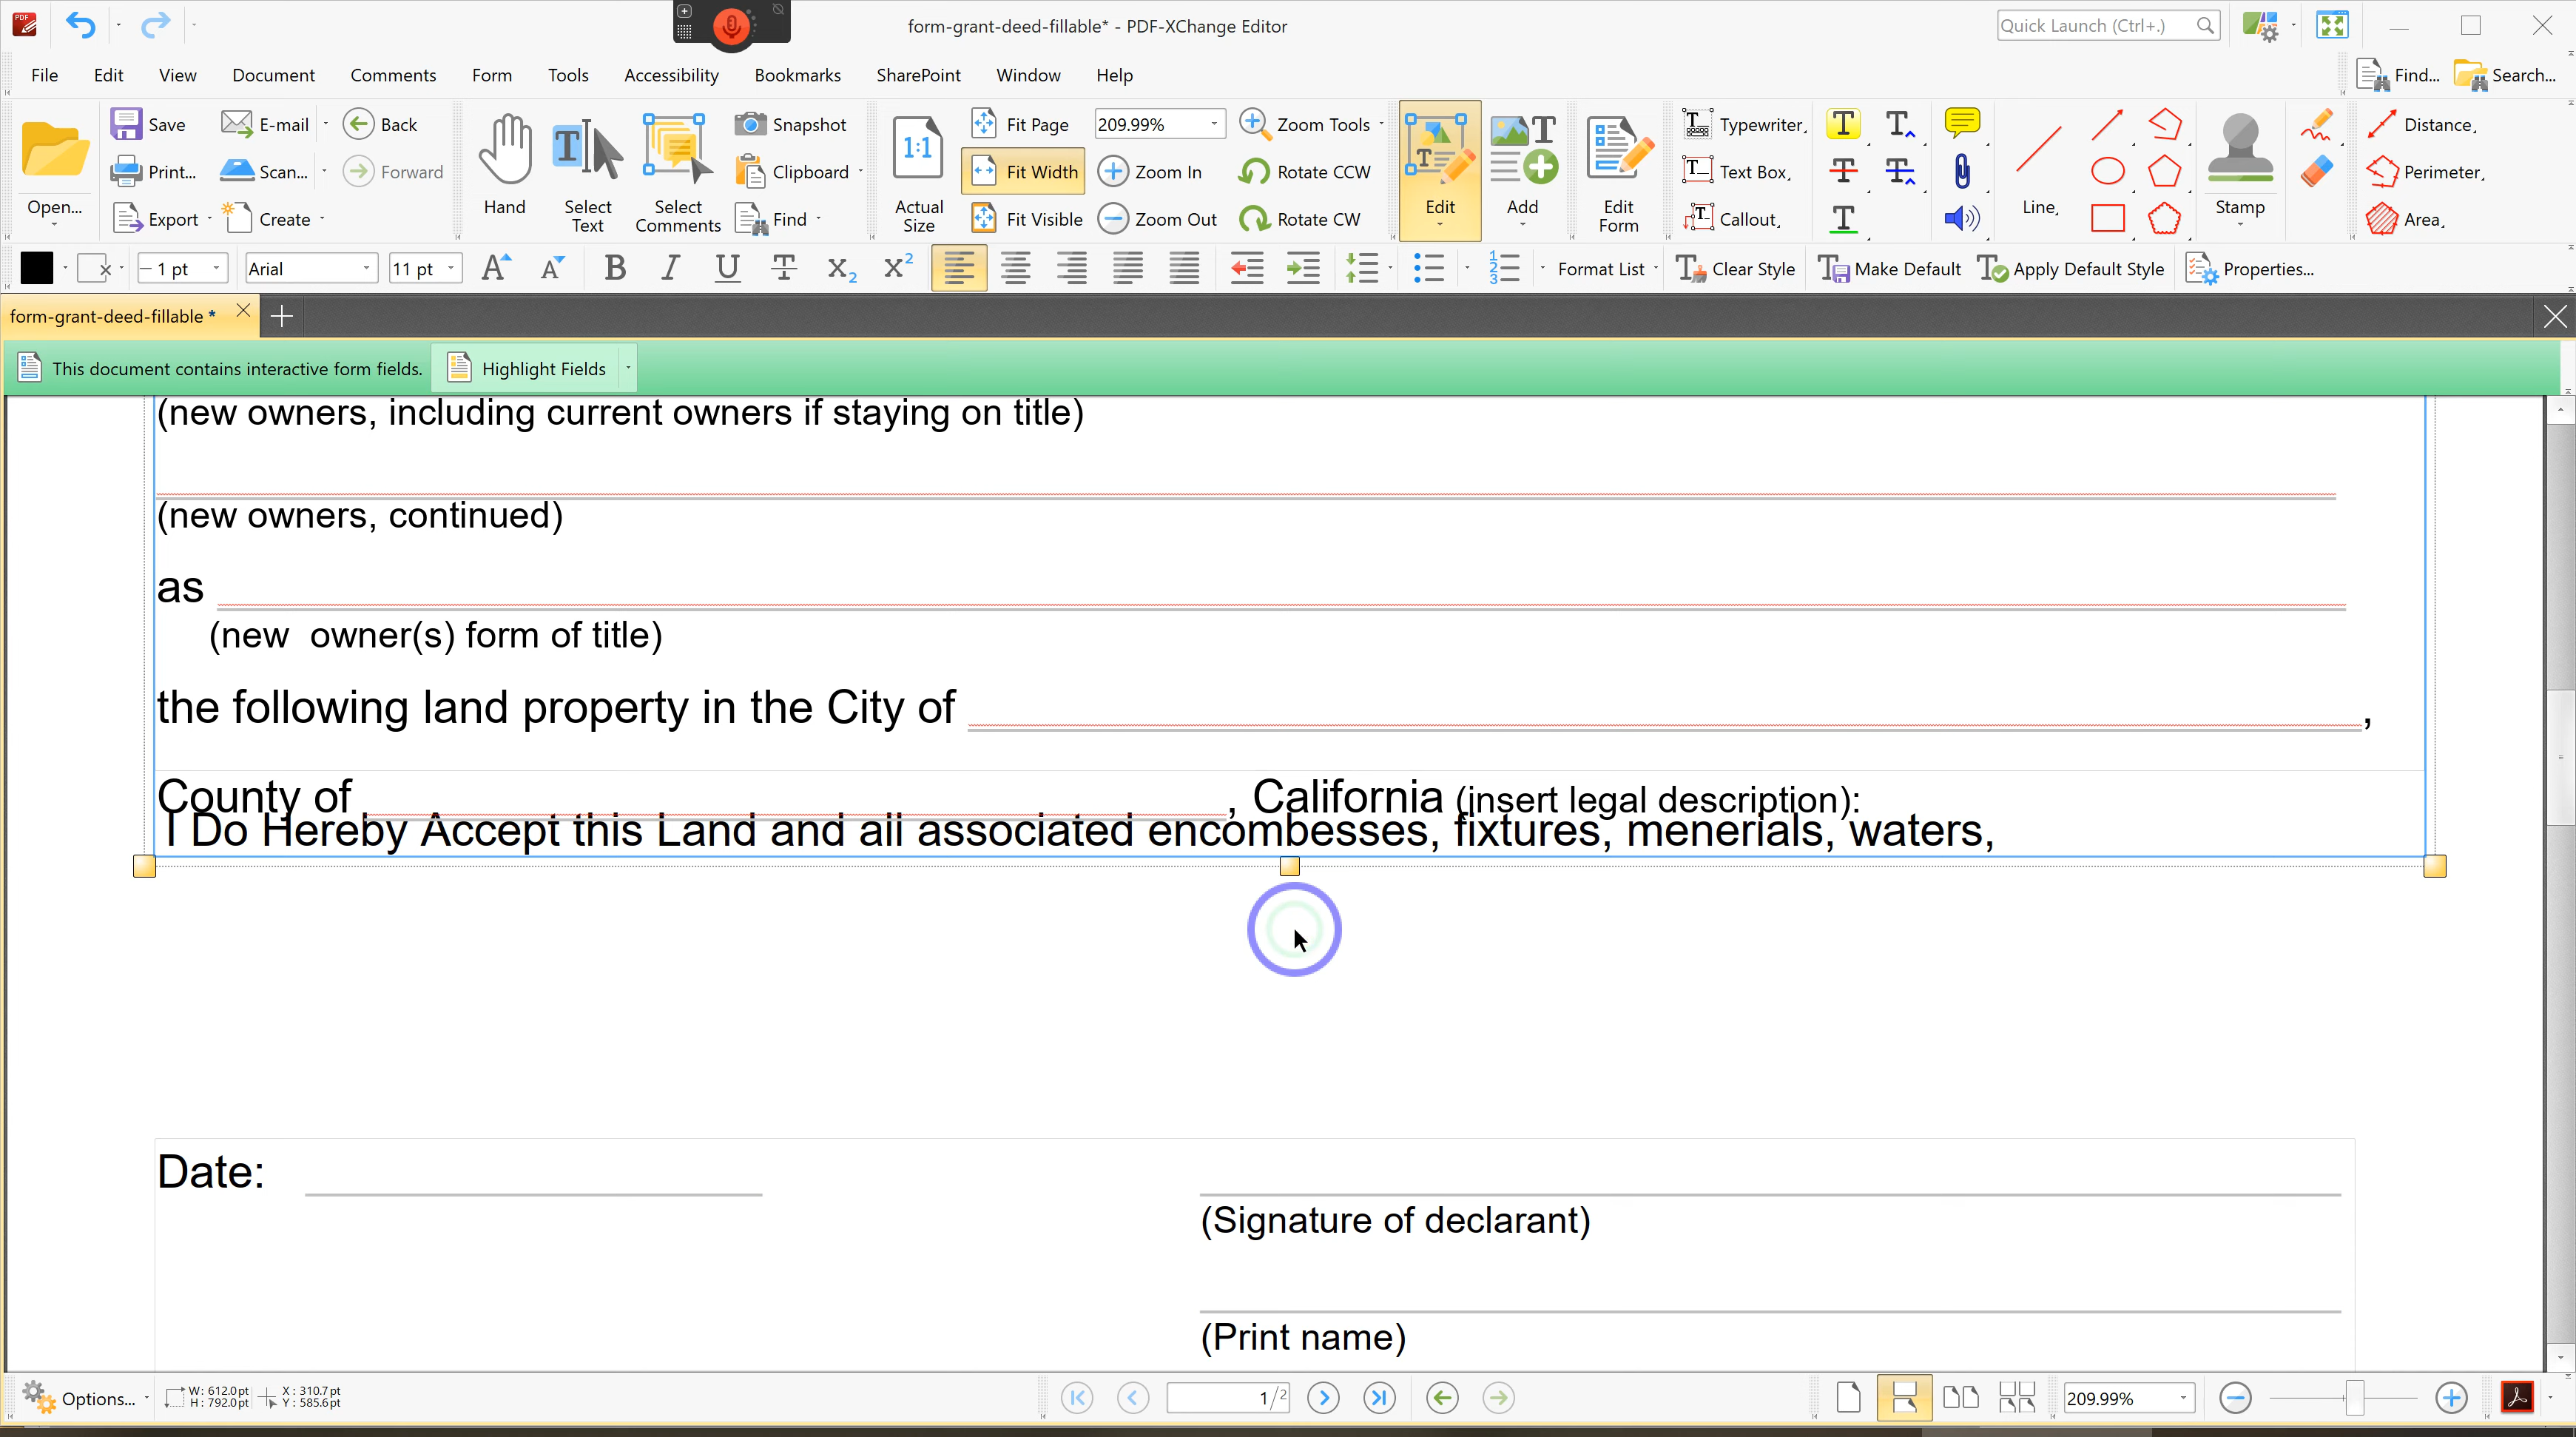 form-grant-deed-fillable* - PDF-XChange Editor
Quick Launch (Ctrl+.)
File Edit View Document Comments Form Tools Accessibility Bookmarks SharePoint Window Help
Find... Search...
Open...
Save E-mail Back
Print... Scan... Forward
Export Create
Hand
Select Text
Select Comments
Snapshot
Clipboard
Find
1:1
Actual Size
Fit Page
Fit Width
Fit Visible
209.99%
Zoom In
Zoom Out
Zoom Tools
Rotate CCW
Rotate CW
Edit
Add
Edit Form
Typewriter
Text Box
Callout
Line
Stamp
Distance
Perimeter
Area
1 pt Arial 11 pt
Format List Clear Style Make Default Apply Default Style Properties...
form-grant-deed-fillable *
This document contains interactive form fields. Highlight Fields
(new owners, including current owners if staying on title)
(new owners, continued)
as
(new owner(s) form of title)
the following land property in the City of ,
County of , California (insert legal description):
I Do Hereby Accept this Land and all associated encombesses, fixtures, menerials, waters,
Date:
(Signature of declarant)
(Print name)
Options... W: 612.0pt H: 792.0pt X: 310.7pt Y: 585.6pt
1 /2
209.99%